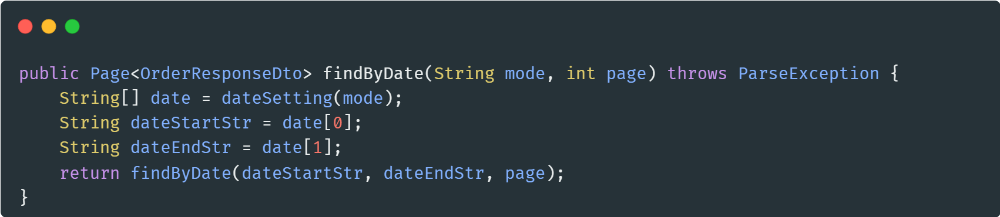 public Page<OrderResponseDto> findByDate(String mode, int page) throws ParseException {
    String[] date = dateSetting(mode);
    String dateStartStr = date[0];
    String dateEndStr = date[1];
    return findByDate(dateStartStr, dateEndStr, page);
}